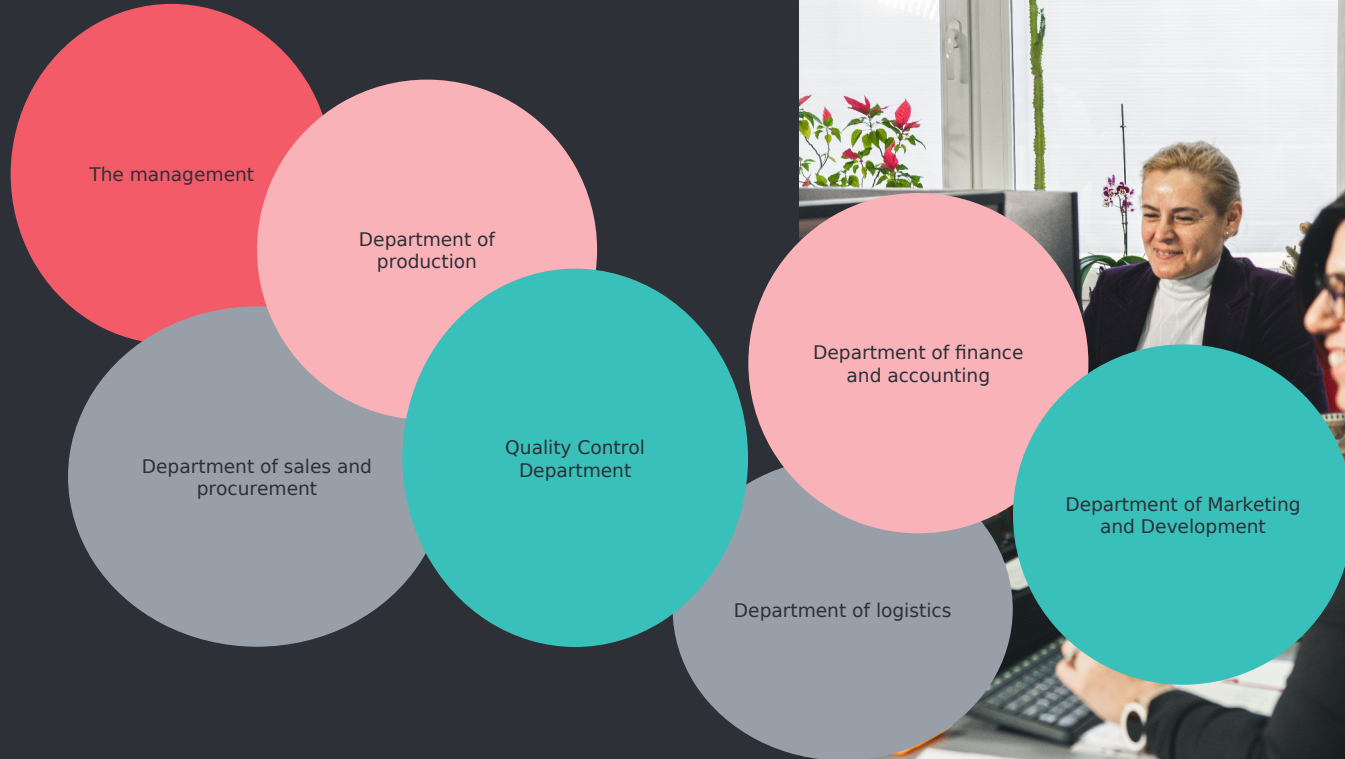 The management
Department of
production
Department of sales and
procurement
Quality Control
Department
Department of finance
and accounting
Department of logistics
Department of Marketing
and Development